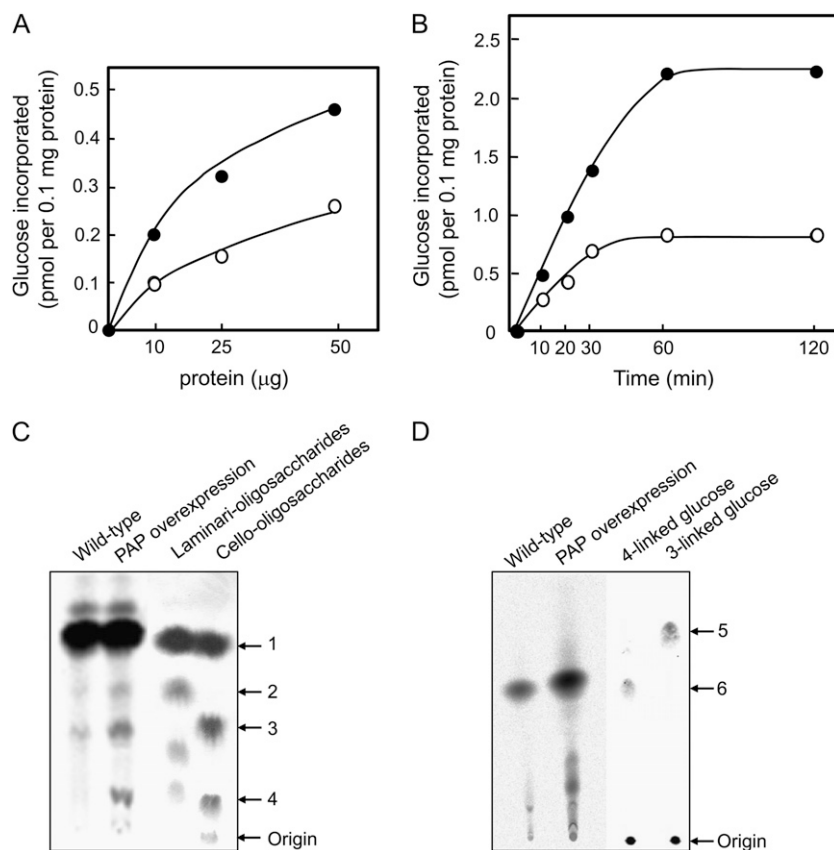 A
Glucose incorporated
(pmol per 0.1 mg protein)
0.5
0.4
0.3
0.2
0.1
0
10
25
50
protein (μg)
B
Glucose incorporated
(pmol per 0.1 mg protein)
2.5
2.0
1.5
1.0
0.5
0
10
20
30
60
120
Time (min)
C
Wild-type
PAP overexpression
Laminari-oligosaccharides
Cello-oligosaccharides
1
2
3
4
Origin
D
Wild-type
PAP overexpression
4-linked glucose
3-linked glucose
5
6
Origin